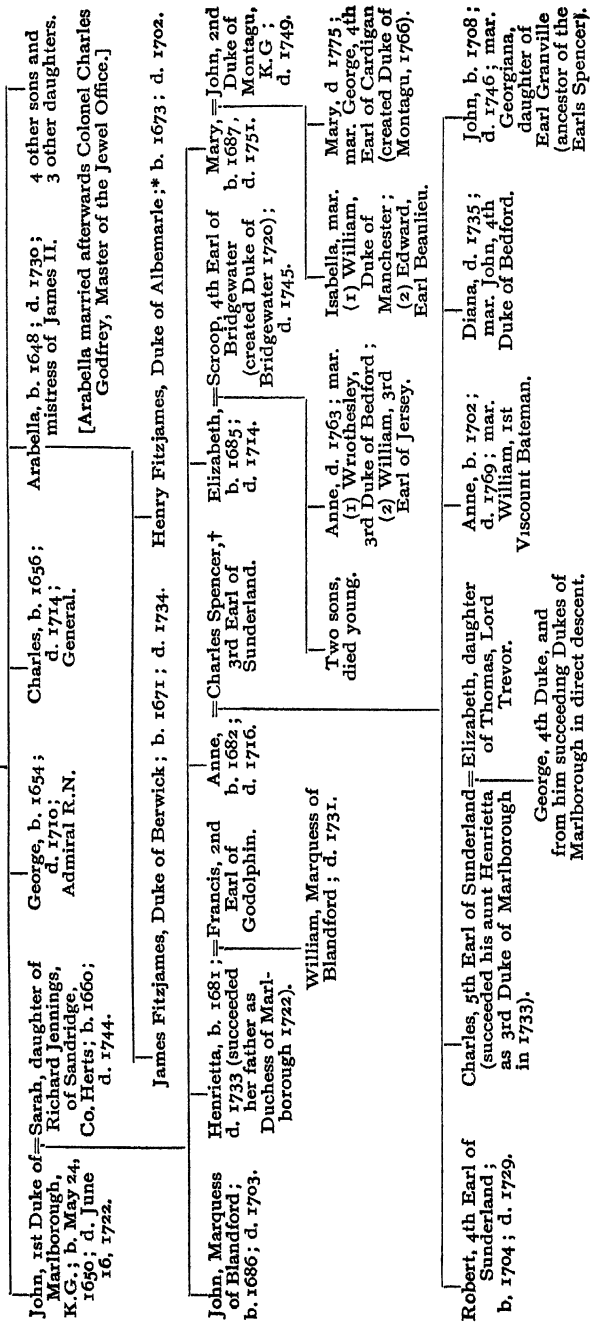 John, 1st Duke of
Marlborough,
K.G.; b. May 24,
1650; d. June
16, 1722.
=Sarah, daughter of
Richard Jennings,
of Sandridge,
Co. Herts; b. 1660;
d. 1744.
George, b. 1654;
d. 1710;
Admiral R.N.
Charles, b. 1656;
d. 1714;
General.
Arabella, b. 1648; d. 1730;
mistress of James II.
[Arabella married afterwards Colonel Charles
Godfrey, Master of the Jewel Office.]
4 other sons and
3 other daughters.
James Fitzjames, Duke of Berwick; b. 1671; d. 1734.
Henry Fitzjames, Duke of Albemarle;* b. 1673; d. 1702.
John, Marquess
of Blandford;
b. 1686; d. 1703.
Henrietta, b. 1681;
d. 1733 (succeeded
her father as
Duchess of Marl-
borough 1722).
=Francis, 2nd
Earl of
Godolphin.
Anne,
b. 1682;
d. 1716.
=Charles Spencer,†
3rd Earl of
Sunderland.
Elizabeth,
b. 1685;
d. 1714.
=Scroop, 4th Earl of
Bridgewater
(created Duke of
Bridgewater 1720);
d. 1745.
Mary,
b. 1687,
d. 1751.
=John, 2nd
Duke of
Montagu,
K.G;
d. 1749.
William, Marquess of
Blandford; d. 1731.
Two sons,
died young.
Anne, d. 1763; mar.
(1) Wriothesley,
3rd Duke of Bedford;
(2) William, 3rd
Earl of Jersey.
Isabella, mar.
(1) William,
Duke of
Manchester;
(2) Edward,
Earl Beaulieu.
Mary, d 1775;
mar. George, 4th
Earl of Cardigan
(created Duke of
Montagu, 1766).
Robert, 4th Earl of
Sunderland;
b, 1704; d. 1729.
Charles, 5th Earl of Sunderland
(succeeded his aunt Henrietta
as 3rd Duke of Marlborough
in 1733).
=Elizabeth, daughter
of Thomas, Lord
Trevor.
Anne, b. 1702;
d. 1769; mar.
William, 1st
Viscount Bateman.
Diana, d. 1735;
mar. John, 4th
Duke of Bedford.
John, b. 1708;
d. 1746; mar.
Georgiana,
daughter of
Earl Granville
(ancestor of the
Earls Spencer).
George, 4th Duke, and
from him succeeding Dukes of
Marlborough in direct descent.